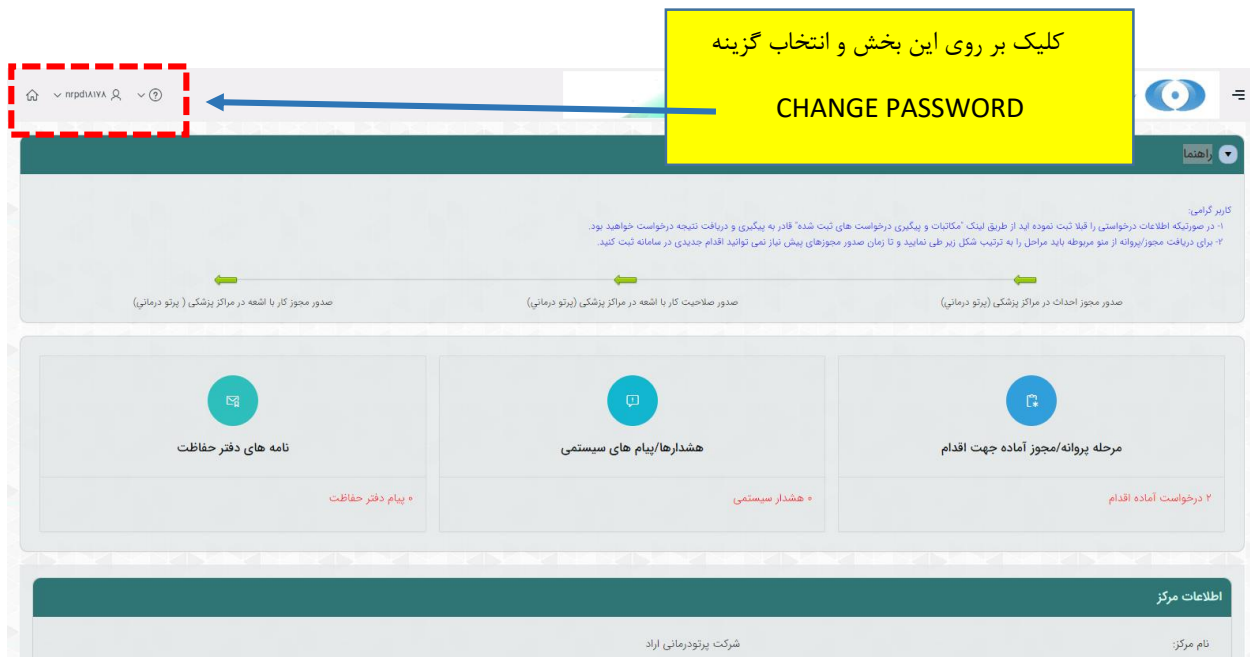 کلیک بر روی این بخش و انتخاب گزینه
CHANGE PASSWORD
nrpd۱۸۱۷۸
راهنما
کاربر گرامی:
۱- در صورتیکه اطلاعات درخواستی را قبلا ثبت نموده اید از طریق لینک "مکاتبات و پیگیری درخواست های ثبت شده" قادر به پیگیری و دریافت نتیجه درخواست خواهید بود.
۲- برای دریافت مجوز/پروانه از منو مربوطه باید مراحل را به ترتیب شکل زیر طی نمایید و تا زمان صدور مجوزهای پیش نیاز نمی توانید اقدام جدیدی در سامانه ثبت کنید.
صدور مجوز احداث در مراکز پزشکی (پرتو درماني)
صدور صلاحیت کار با اشعه در مراکز پزشکی (پرتو درماني)
صدور مجوز کار با اشعه در مراکز پزشکی ( پرتو درماني)
مرحله پروانه/مجوز آماده جهت اقدام
هشدارها/پیام های سیستمی
نامه های دفتر حفاظت
۲ درخواست آماده اقدام
۰ هشدار سیستمی
۰ پیام دفتر حفاظت
اطلاعات مرکز
نام مرکز:
شرکت پرتودرمانی اراد